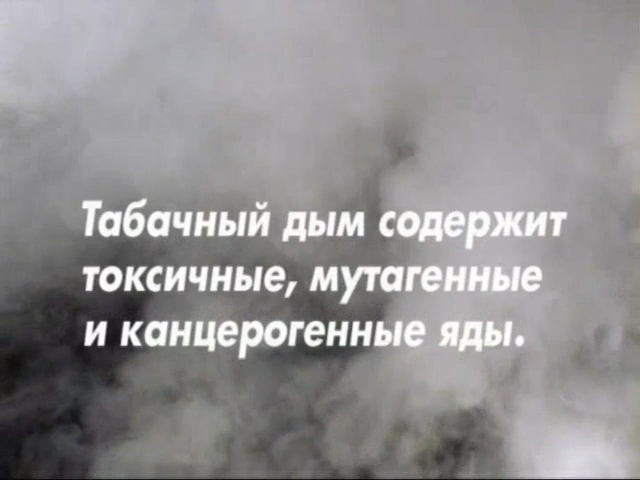 Табачный дым содержит
токсичные, мутагенные
и канцерогенные яды.